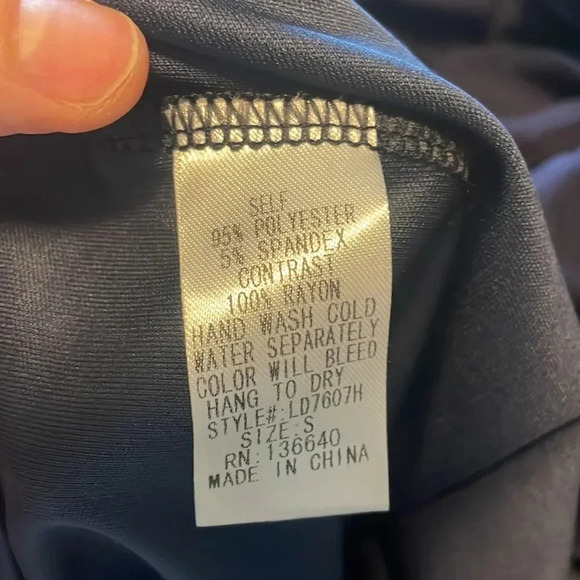 SELF
95% POLYESTER
5% SPANDEX
CONTRAST
100% RAYON
HAND WASH COLD
WATER SEPARATELY
COLOR WILL BLEED
HANG TO DRY
STYLE#:LD7607H
SIZE:S
RN:136640
MADE IN CHINA